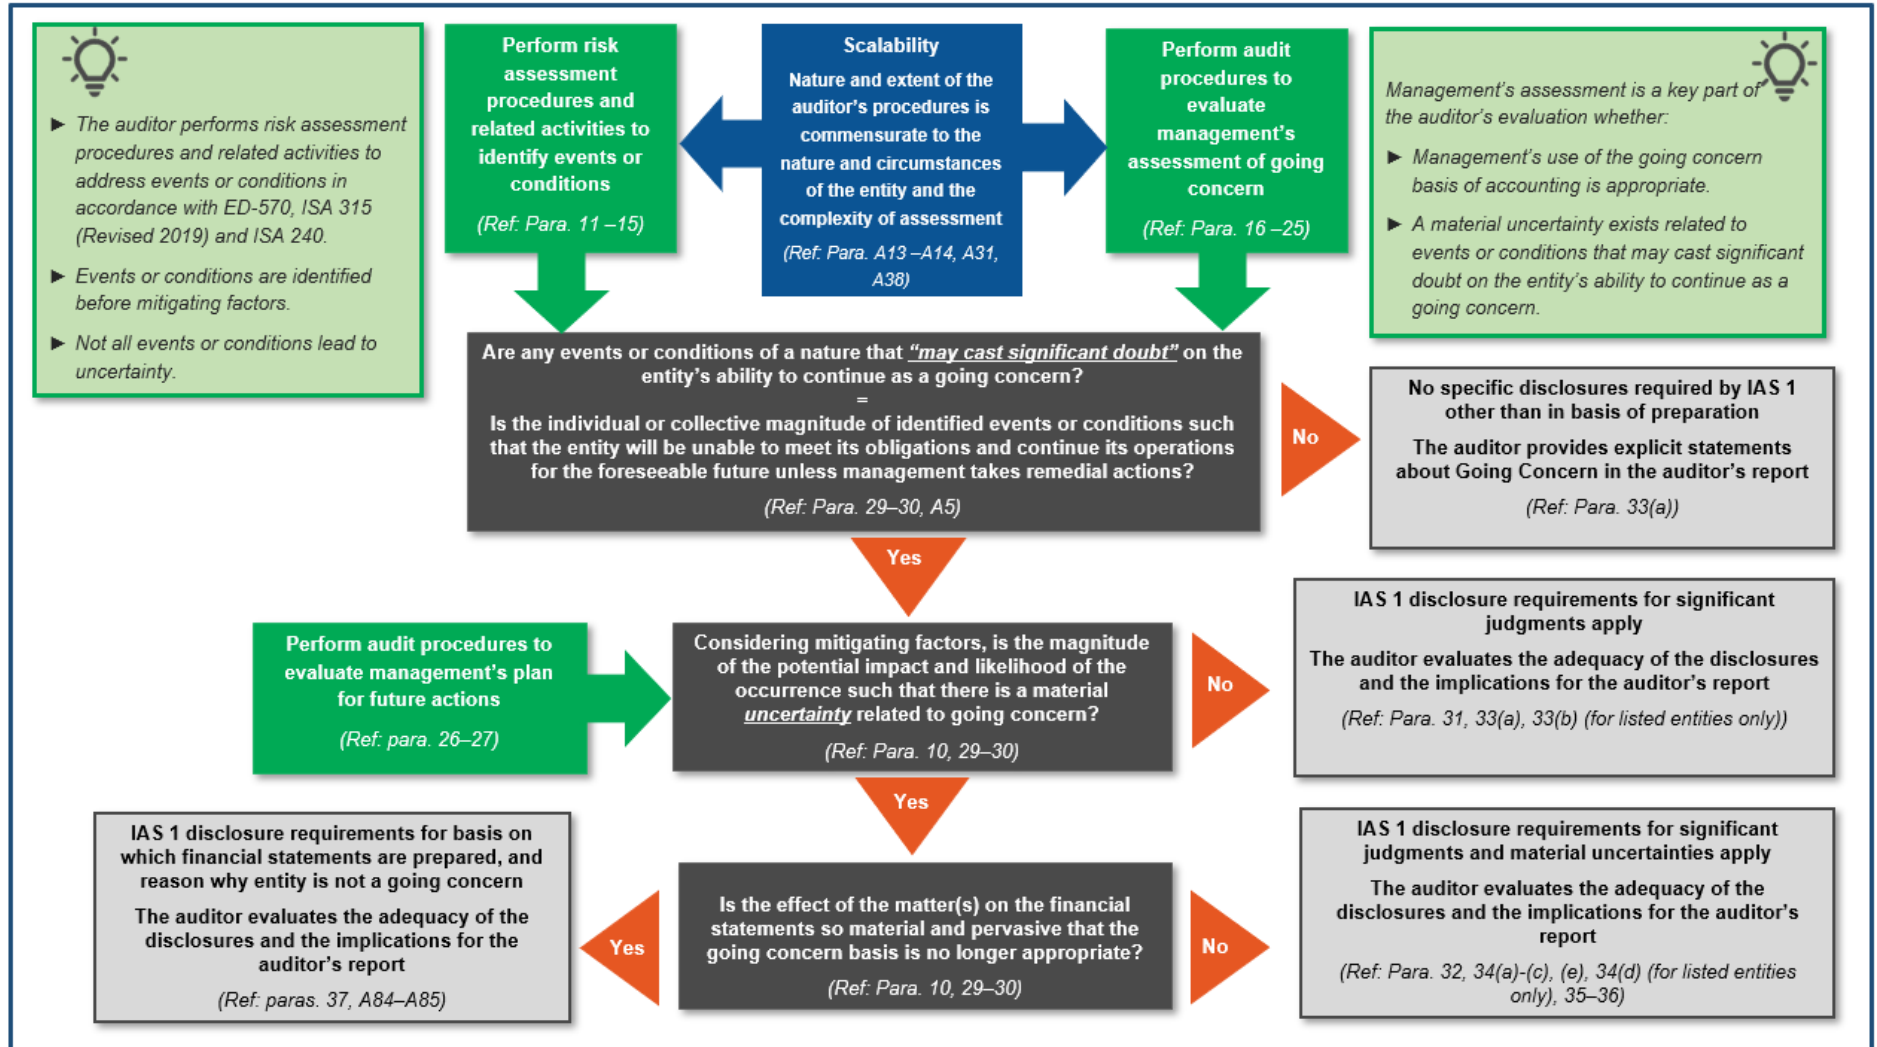 ► The auditor performs risk assessment
procedures and related activities to
address events or conditions in
accordance with ED-570, ISA 315
(Revised 2019) and ISA 240.
► Events or conditions are identified
before mitigating factors.
► Not all events or conditions lead to
uncertainty.
Perform risk
assessment
procedures and
related activities to
identify events or
conditions
(Ref: Para. 11 –15)
Scalability
Nature and extent of the
auditor’s procedures is
commensurate to the
nature and circumstances
of the entity and the
complexity of assessment
(Ref: Para. A13 –A14, A31,
A38)
Perform audit
procedures to
evaluate
management’s
assessment of going
concern
(Ref: Para. 16 –25)
Management’s assessment is a key part of
the auditor’s evaluation whether:
► Management’s use of the going concern
basis of accounting is appropriate.
► A material uncertainty exists related to
events or conditions that may cast significant
doubt on the entity’s ability to continue as a
going concern.
Are any events or conditions of a nature that “may cast significant doubt” on the
entity’s ability to continue as a going concern?
=
Is the individual or collective magnitude of identified events or conditions such
that the entity will be unable to meet its obligations and continue its operations
for the foreseeable future unless management takes remedial actions?
(Ref: Para. 29–30, A5)
No
No specific disclosures required by IAS 1
other than in basis of preparation
The auditor provides explicit statements
about Going Concern in the auditor’s report
(Ref: Para. 33(a))
Yes
Perform audit procedures to
evaluate management’s plan
for future actions
(Ref: para. 26–27)
Considering mitigating factors, is the magnitude
of the potential impact and likelihood of the
occurrence such that there is a material
uncertainty related to going concern?
(Ref: Para. 10, 29–30)
No
IAS 1 disclosure requirements for significant
judgments apply
The auditor evaluates the adequacy of the disclosures
and the implications for the auditor’s report
(Ref: Para. 31, 33(a), 33(b) (for listed entities only))
Yes
IAS 1 disclosure requirements for basis on
which financial statements are prepared, and
reason why entity is not a going concern
The auditor evaluates the adequacy of the
disclosures and the implications for the
auditor’s report
(Ref: paras. 37, A84–A85)
Yes
Is the effect of the matter(s) on the financial
statements so material and pervasive that the
going concern basis is no longer appropriate?
(Ref: Para. 10, 29–30)
No
IAS 1 disclosure requirements for significant
judgments and material uncertainties apply
The auditor evaluates the adequacy of the
disclosures and the implications for the auditor’s
report
(Ref: Para. 32, 34(a)-(c), (e), 34(d) (for listed entities
only), 35–36)